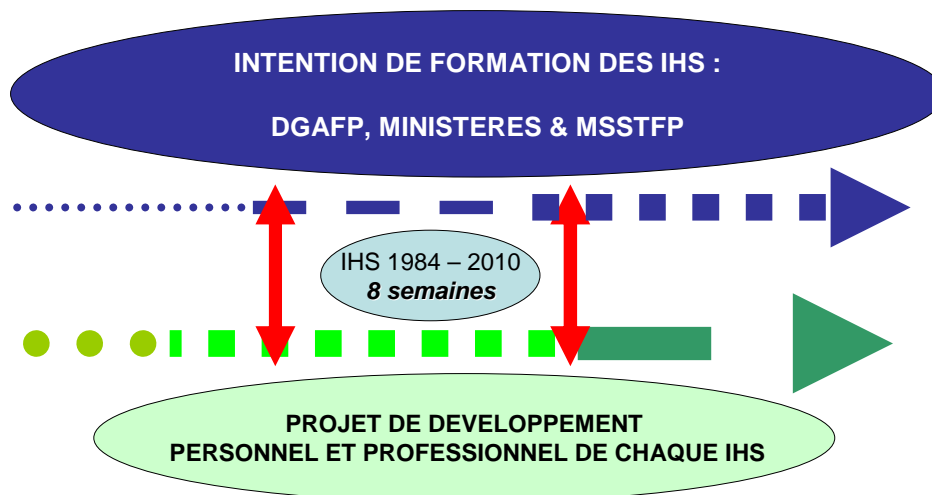 INTENTION DE FORMATION DES IHS :
DGAFP, MINISTERES & MSSTFP
IHS 1984 – 2010
8 semaines
PROJET DE DEVELOPPEMENT
PERSONNEL ET PROFESSIONNEL DE CHAQUE IHS